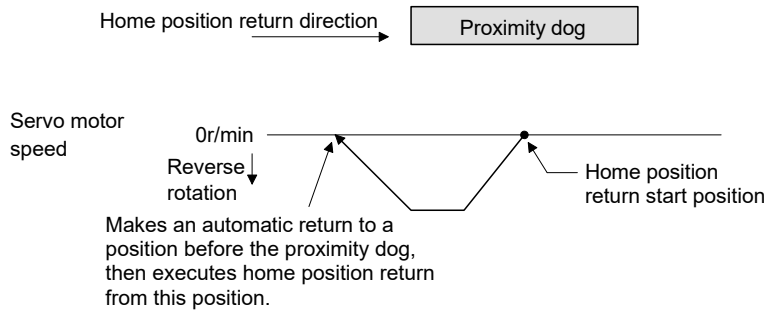 Home position return direction
Proximity dog
Servo motor
speed
0r/min
Reverse
rotation
Home position
return start position
Makes an automatic return to a
position before the proximity dog,
then executes home position return
from this position.